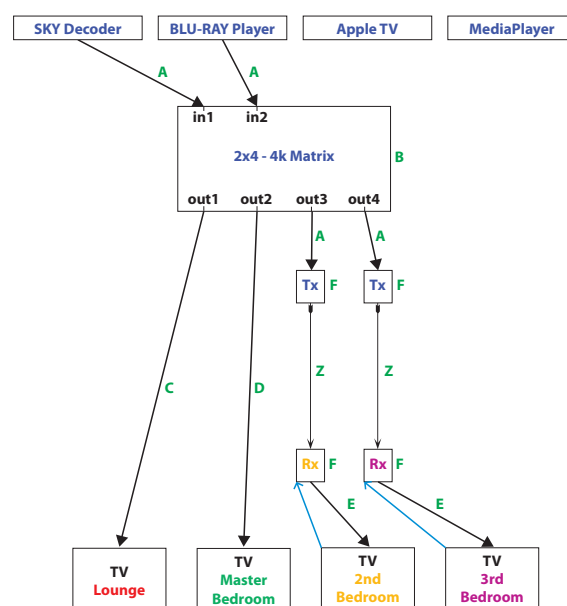 SKY Decoder
BLU-RAY Player
Apple TV
MediaPlayer
A
A
in1
in2
2x4 - 4k Matrix
B
out1
out2
out3
out4
A
A
Tx
F
Tx
F
Z
Z
C
D
Rx
F
Rx
F
E
E
TV
Lounge
TV
Master
Bedroom
TV
2nd
Bedroom
TV
3rd
Bedroom